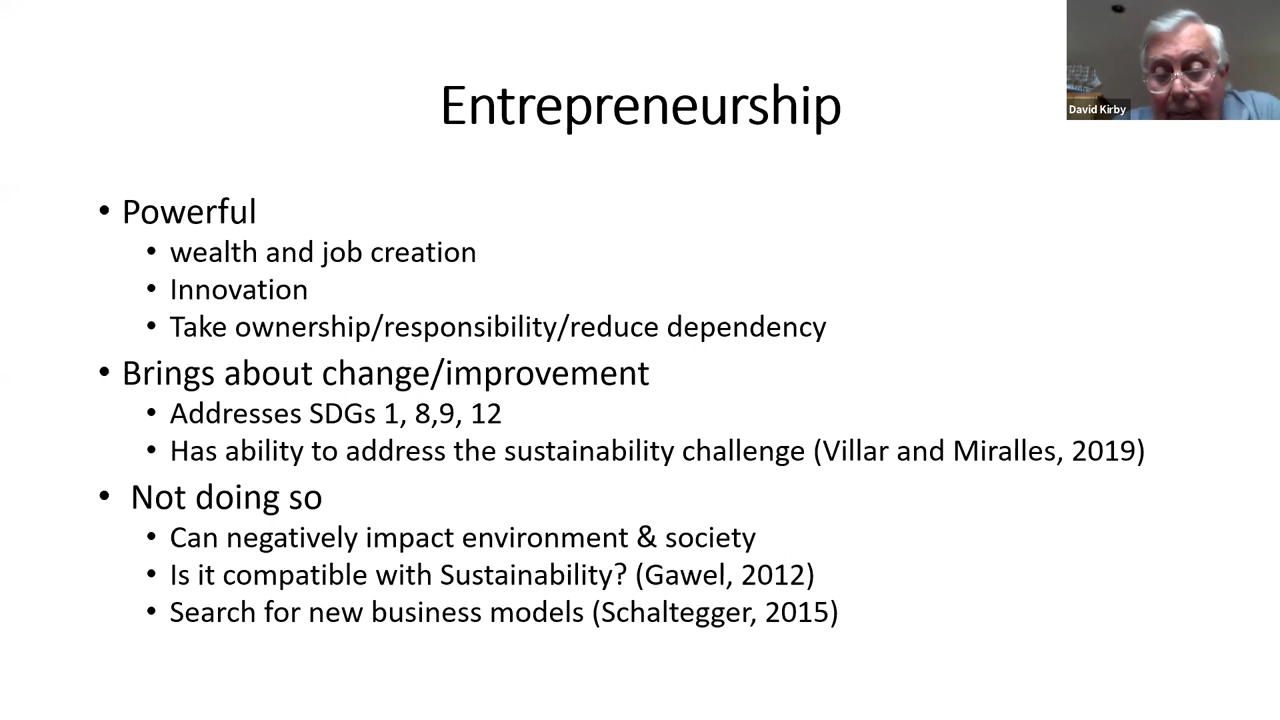 Entrepreneurship
David Kirby
• Powerful
• wealth and job creation
• Innovation
• Take ownership/responsibility/reduce dependency
• Brings about change/improvement
• Addresses SDGs 1, 8,9, 12
• Has ability to address the sustainability challenge (Villar and Miralles, 2019)
• Not doing so
• Can negatively impact environment & society
• Is it compatible with Sustainability? (Gawel, 2012)
• Search for new business models (Schaltegger, 2015)